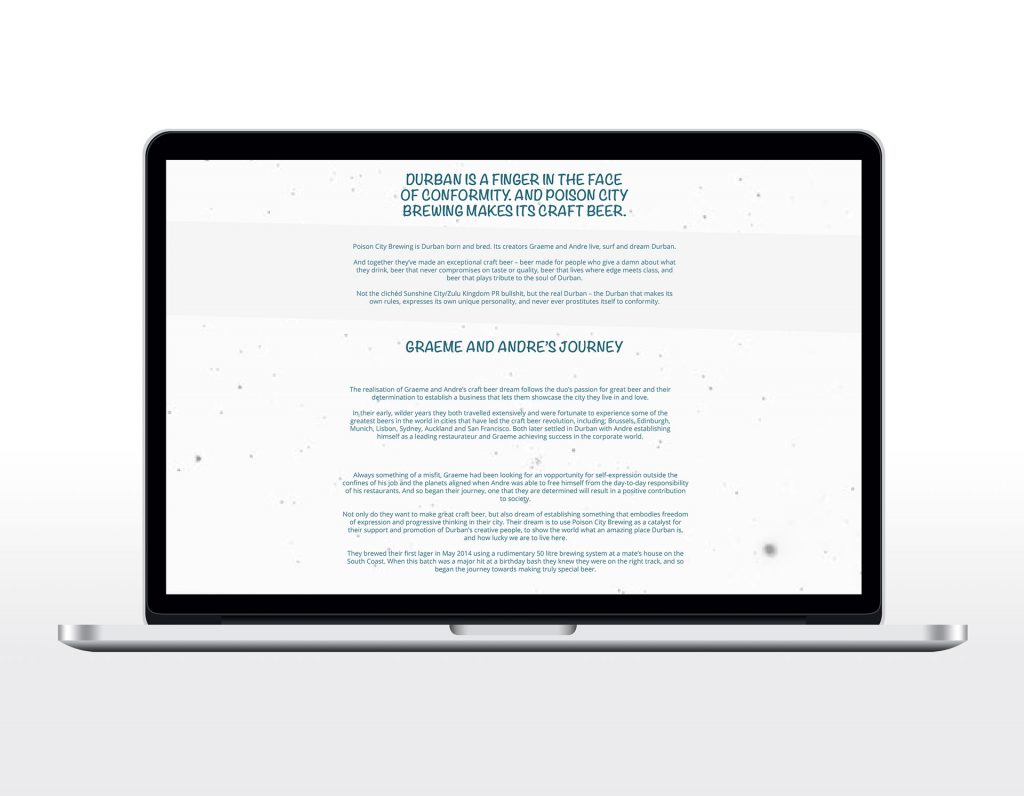 DURBAN IS A FINGER IN THE FACE
OF CONFORMITY. AND POISON CITY
BREWING MAKES ITS CRAFT BEER.
Poison City Brewing is Durban born and bred. Its creators Graeme and Andre live, surf and dream Durban.
And together they've made an exceptional craft beer – beer made for people who give a damn about what
they drink, beer that never compromises on taste or quality, beer that lives where edge meets class, and
beer that plays tribute to the soul of Durban.
Not the clichéd Sunshine City/Zulu Kingdom PR bullshit, but the real Durban – the Durban that makes its
own rules, expresses its own unique personality, and never ever prostitutes itself to conformity.
GRAEME AND ANDRE'S JOURNEY
The realisation of Graeme and Andre's craft beer dream follows the duo's passion for great beer and their
determination to establish a business that lets them showcase the city they live in and love.
In their early, wilder years they both travelled extensively and were fortunate to experience some of the
greatest beers in the world in cities that have led the craft beer revolution, including; Brussels, Edinburgh,
Munich, Lisbon, Sydney, Auckland and San Francisco. Both later settled in Durban with Andre establishing
himself as a leading restaurateur and Graeme achieving success in the corporate world.
Always something of a misfit, Graeme had been looking for an vopportunity for self-expression outside the
confines of his job and the planets aligned when Andre was able to free himself from the day-to-day responsibility
of his restaurants. And so began their journey, one that they are determined will result in a positive contribution
to society.
Not only do they want to make great craft beer, but also dream of establishing something that embodies freedom
of expression and progressive thinking in their city. Their dream is to use Poison City Brewing as a catalyst for
their support and promotion of Durban's creative people, to show the world what an amazing place Durban is,
and how lucky we are to live here.
They brewed their first lager in May 2014 using a rudimentary 50 litre brewing system at a mate's house on the
South Coast. When this batch was a major hit at a birthday bash they knew they were on the right track, and so
began the journey towards making truly special beer.